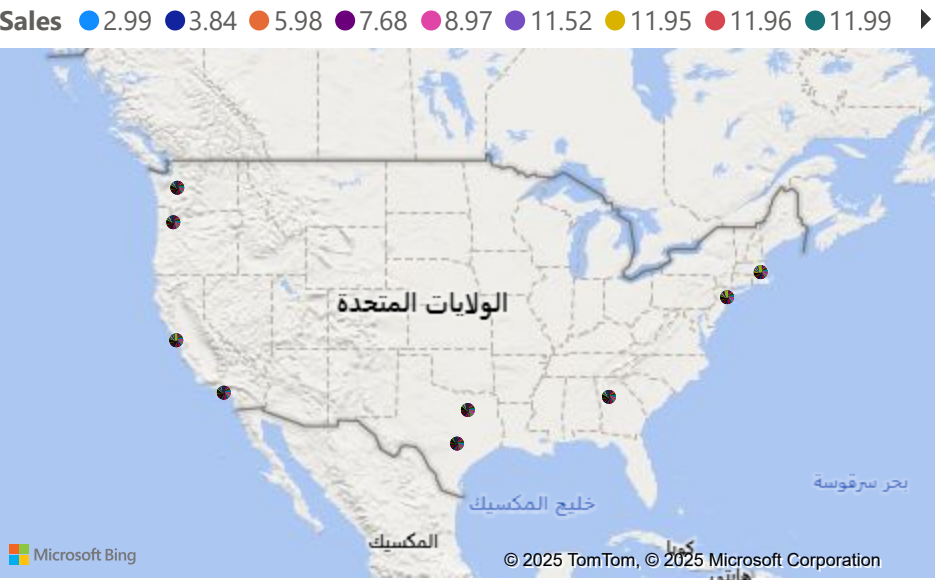 Sales 2.99 3.84 5.98 7.68 8.97 11.52 11.95 11.96 11.99
الولايات المتحدة
بحر سرقوسة
خليج المكسيك
المكسيك
كوبا
Microsoft Bing
© 2025 TomTom, © 2025 Microsoft Corporation
هايتي